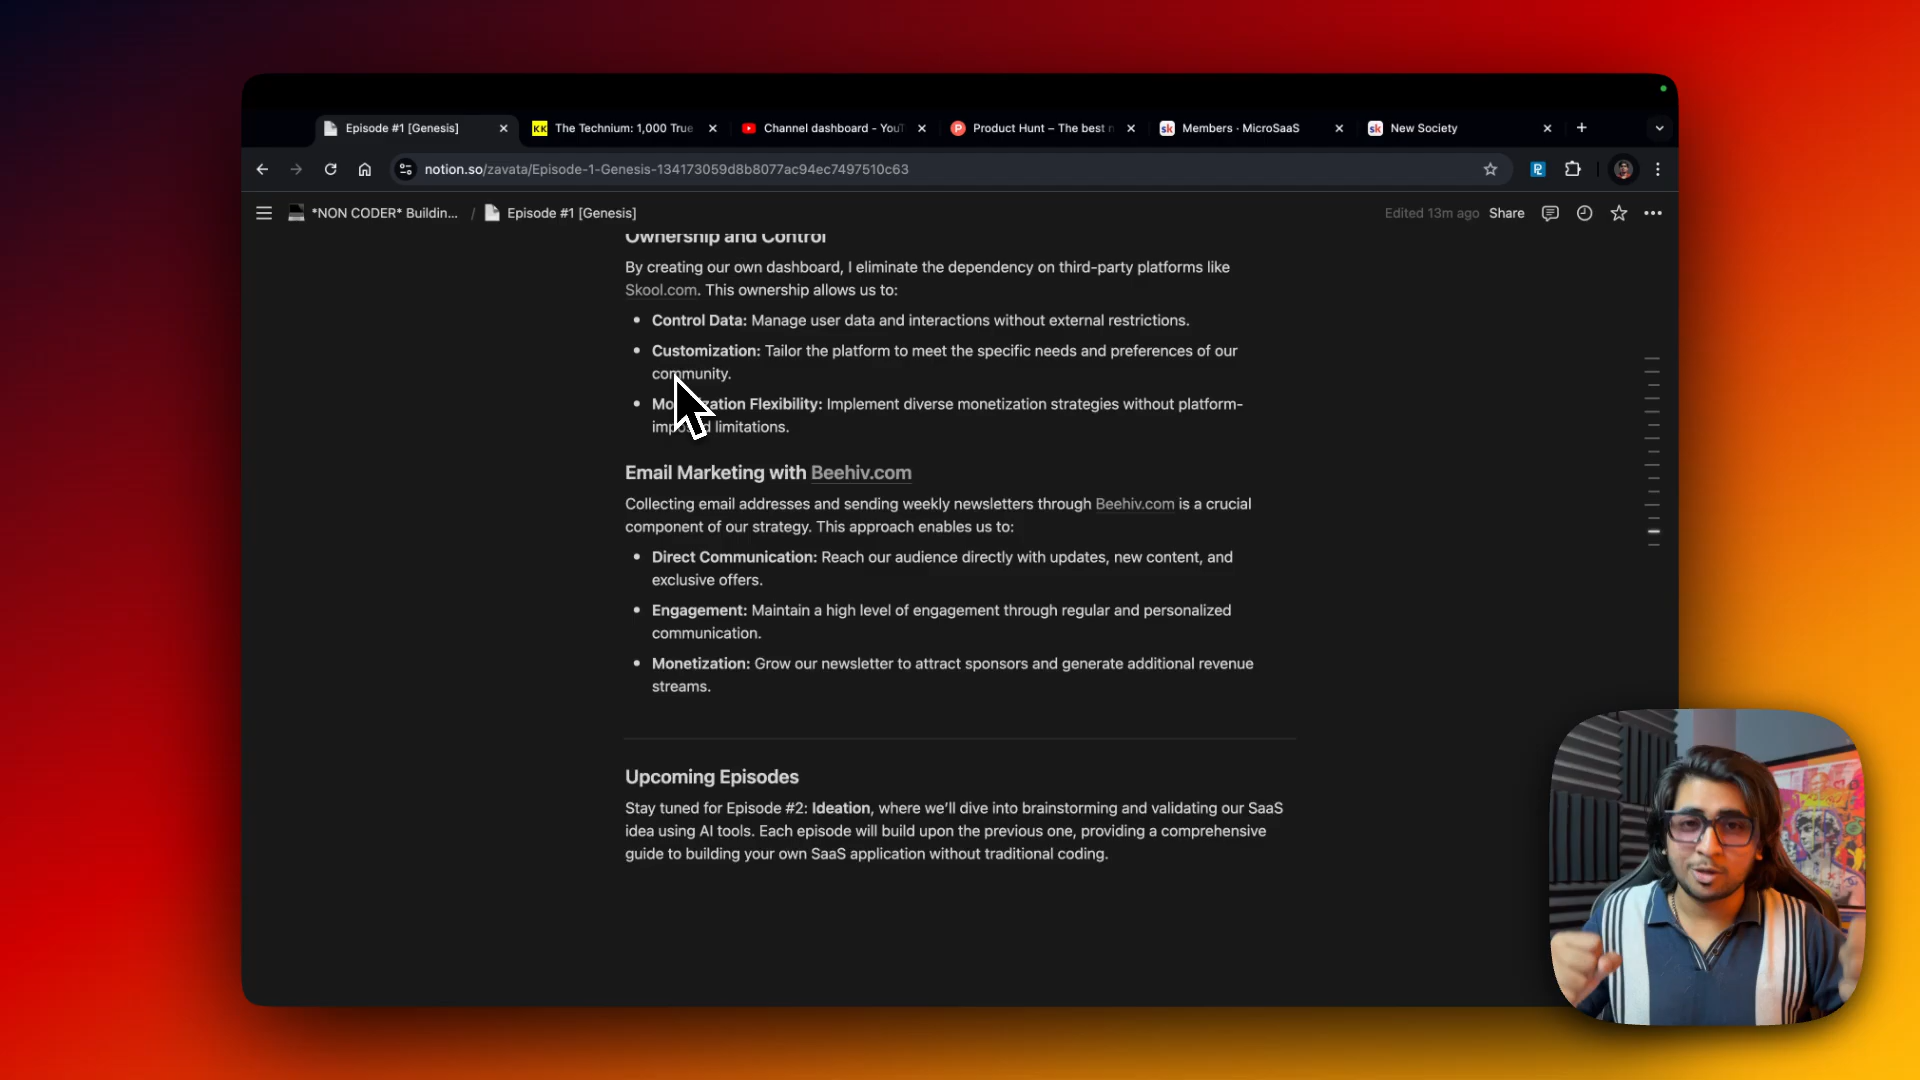 Episode #1 [Genesis]
KK
The Technium: 1,000 True
Channel dashboard - YouT
P
Product Hunt – The best n
sk
Members · MicroSaaS
sk
New Society
notion.so/zavata/Episode-1-Genesis-134173059d8b8077ac94ec7497510c63
*NON CODER* Buildin... / Episode #1 [Genesis]
Edited 13m ago Share
Ownership and Control
By creating our own dashboard, I eliminate the dependency on third-party platforms like
Skool.com. This ownership allows us to:
• Control Data: Manage user data and interactions without external restrictions.
• Customization: Tailor the platform to meet the specific needs and preferences of our
community.
• Mo zation Flexibility: Implement diverse monetization strategies without platform-
imp d limitations.
Email Marketing with Beehiv.com
Collecting email addresses and sending weekly newsletters through Beehiv.com is a crucial
component of our strategy. This approach enables us to:
• Direct Communication: Reach our audience directly with updates, new content, and
exclusive offers.
• Engagement: Maintain a high level of engagement through regular and personalized
communication.
• Monetization: Grow our newsletter to attract sponsors and generate additional revenue
streams.
Upcoming Episodes
Stay tuned for Episode #2: Ideation, where we'll dive into brainstorming and validating our SaaS
idea using AI tools. Each episode will build upon the previous one, providing a comprehensive
guide to building your own SaaS application without traditional coding.